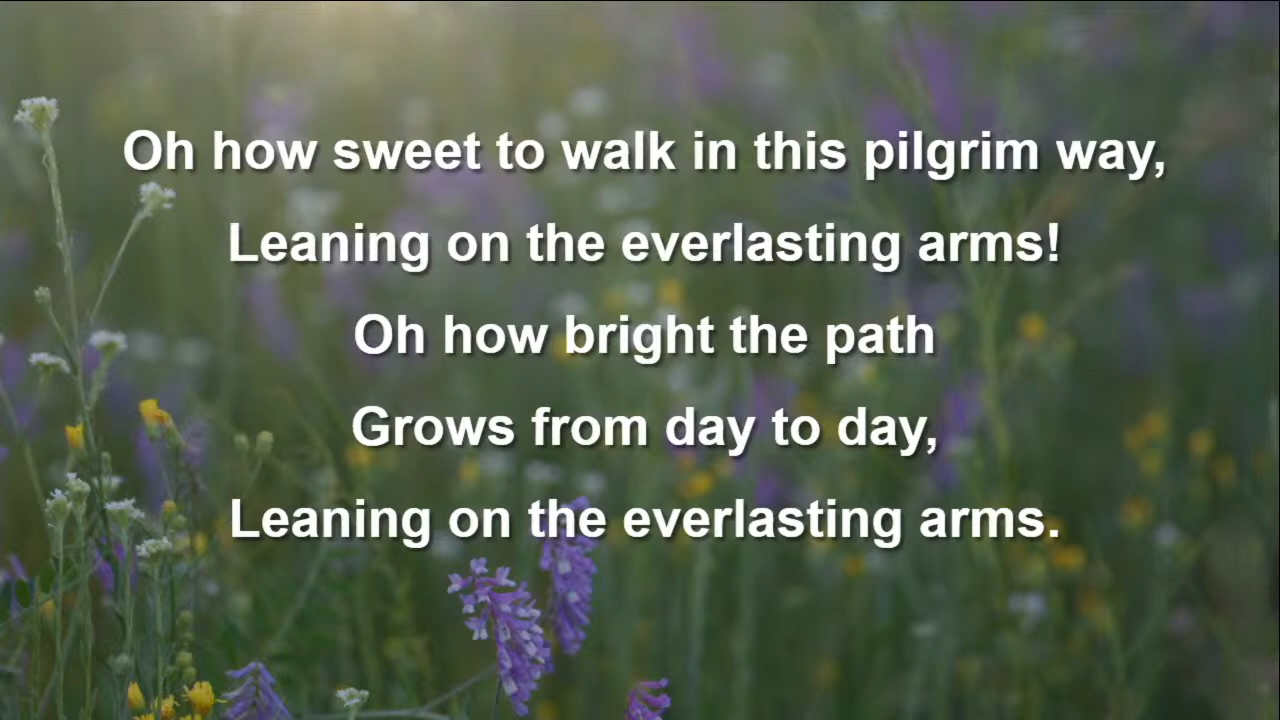 Oh how sweet to walk in this pilgrim way,
Leaning on the everlasting arms!
Oh how bright the path
Grows from day to day,
Leaning on the everlasting arms.